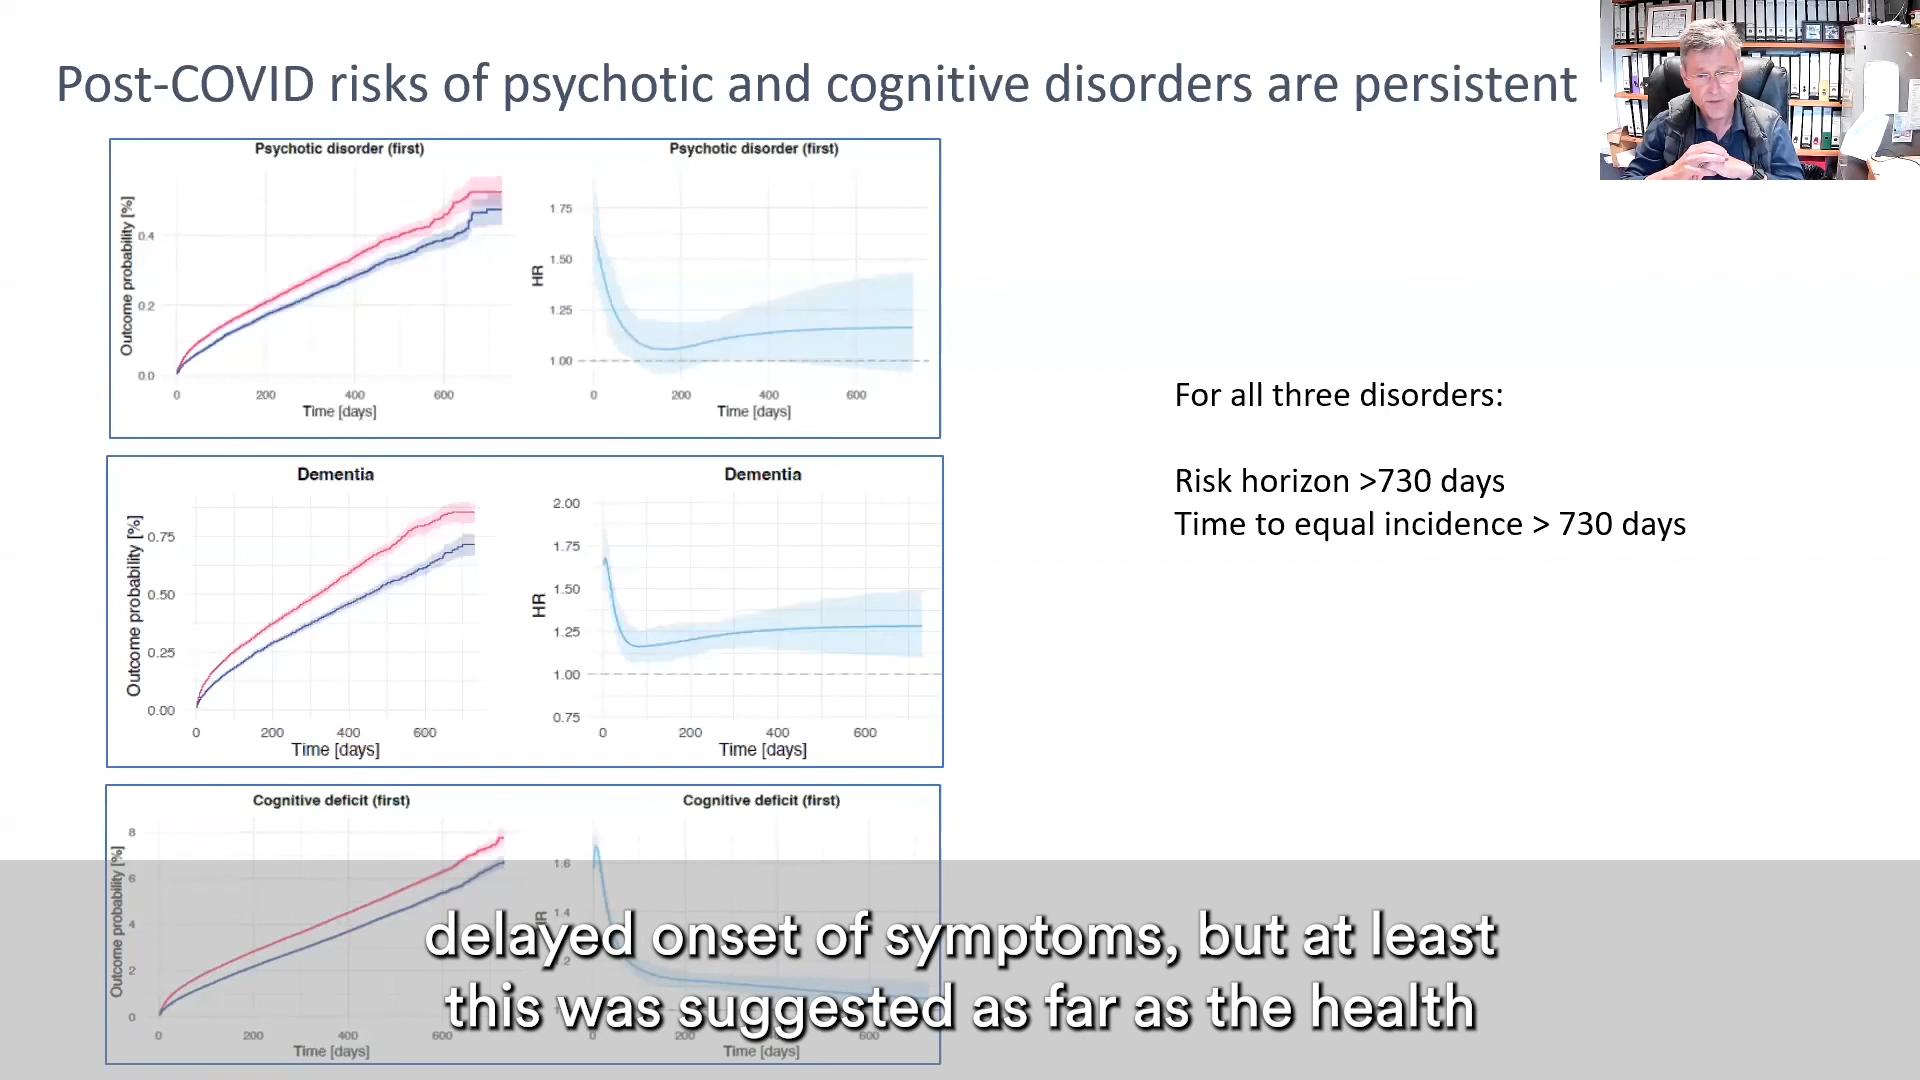 Post-COVID risks of psychotic and cognitive disorders are persistent
Psychotic disorder (first)
Outcome probability [%]
0.4
0.2
0.0
0 200 400 600
Time [days]
Psychotic disorder (first)
HR
1.75
1.50
1.25
1.00
0 200 400 600
Time [days]
Dementia
Outcome probability [%]
0.75
0.50
0.25
0.00
0 200 400 600
Time [days]
Dementia
HR
2.00
1.75
1.50
1.25
1.00
0.75
0 200 400 600
Time [days]
Cognitive deficit (first)
Outcome probability [%]
8
6
4
2
0
0 200 400 600
Time [days]
Cognitive deficit (first)
1.6
1.4
0 200 400 600
Time [days]
For all three disorders:
Risk horizon >730 days
Time to equal incidence > 730 days
delayed onset of symptoms, but at least
this was suggested as far as the health